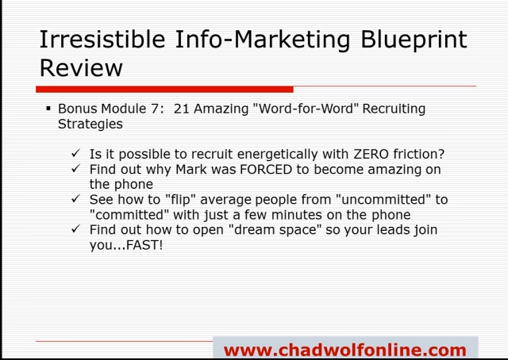 Irresistible Info-Marketing Blueprint
Review
▪ Bonus Module 7:  21 Amazing "Word-for-Word" Recruiting
Strategies
✓ Is it possible to recruit energetically with ZERO friction?
✓ Find out why Mark was FORCED to become amazing on
the phone
✓ See how to "flip" average people from "uncommitted" to
"committed" with just a few minutes on the phone
✓ Find out how to open "dream space" so your leads join
you...FAST!
www.chadwolfonline.com